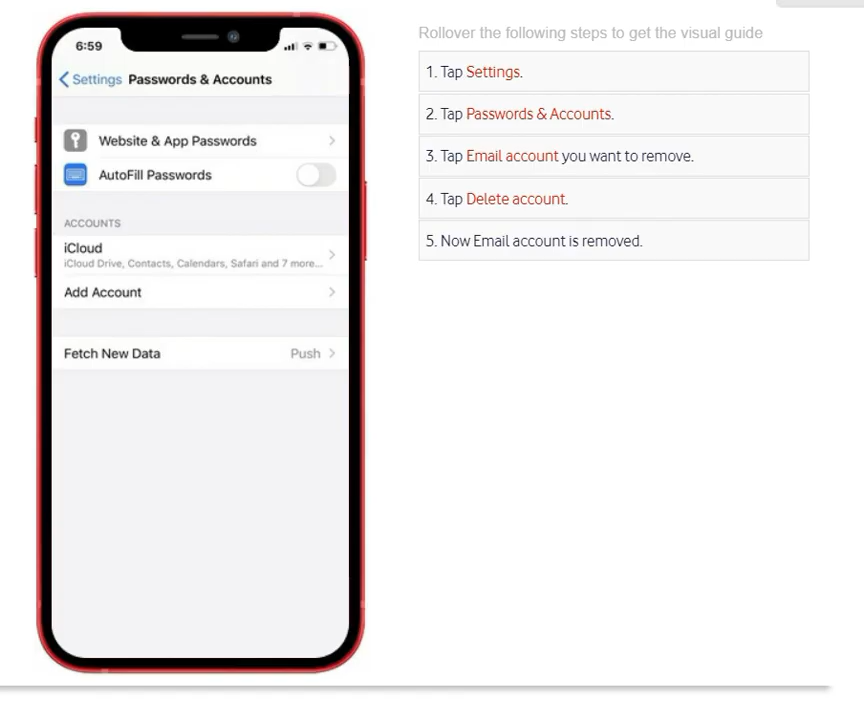 6:59
Settings Passwords & Accounts
Website & App Passwords
AutoFill Passwords
ACCOUNTS
iCloud
iCloud Drive, Contacts, Calendars, Safari and 7 more...
Add Account
Fetch New Data Push
Rollover the following steps to get the visual guide
1. Tap Settings.
2. Tap Passwords & Accounts.
3. Tap Email account you want to remove.
4. Tap Delete account.
5. Now Email account is removed.